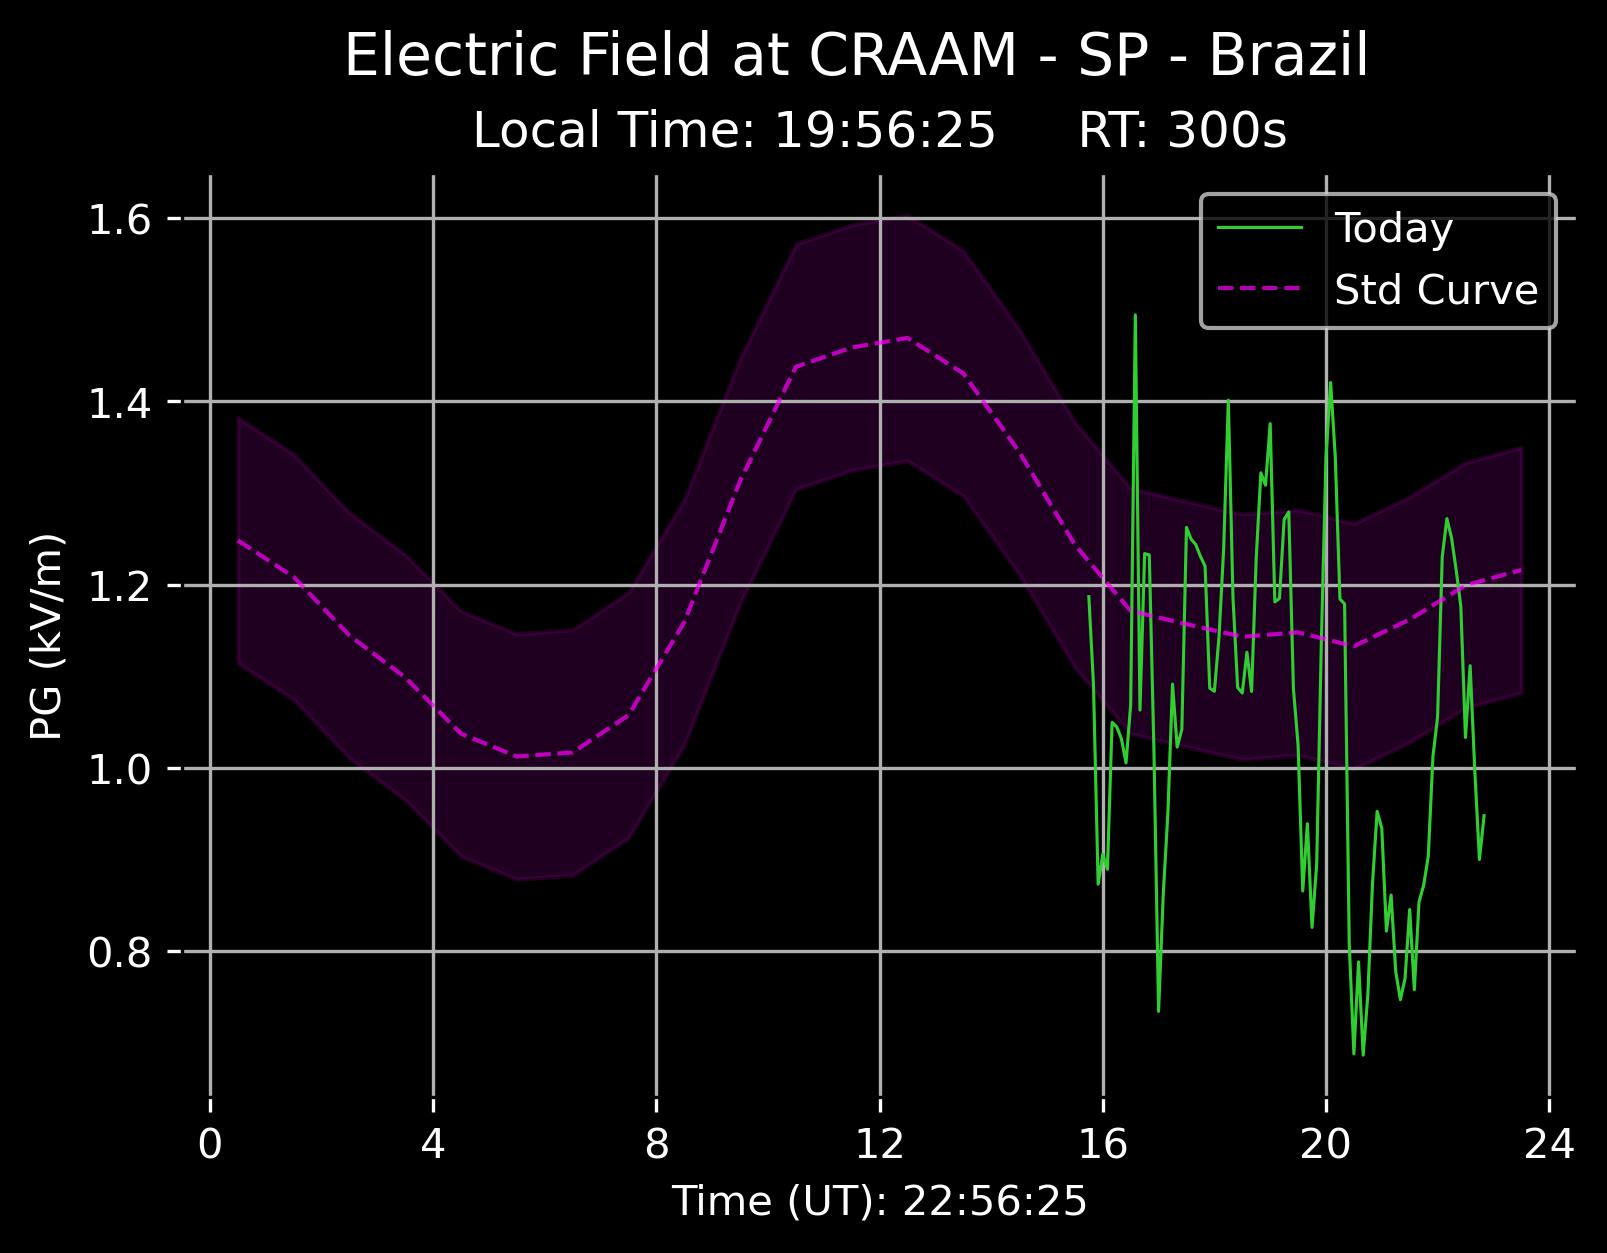 Electric Field at CRAAM - SP - Brazil
Local Time: 19:56:25 RT: 300s
Today
Std Curve
PG (kV/m)
1.6
1.4
1.2
1.0
0.8
0 4 8 12 16 20 24
Time (UT): 22:56:25